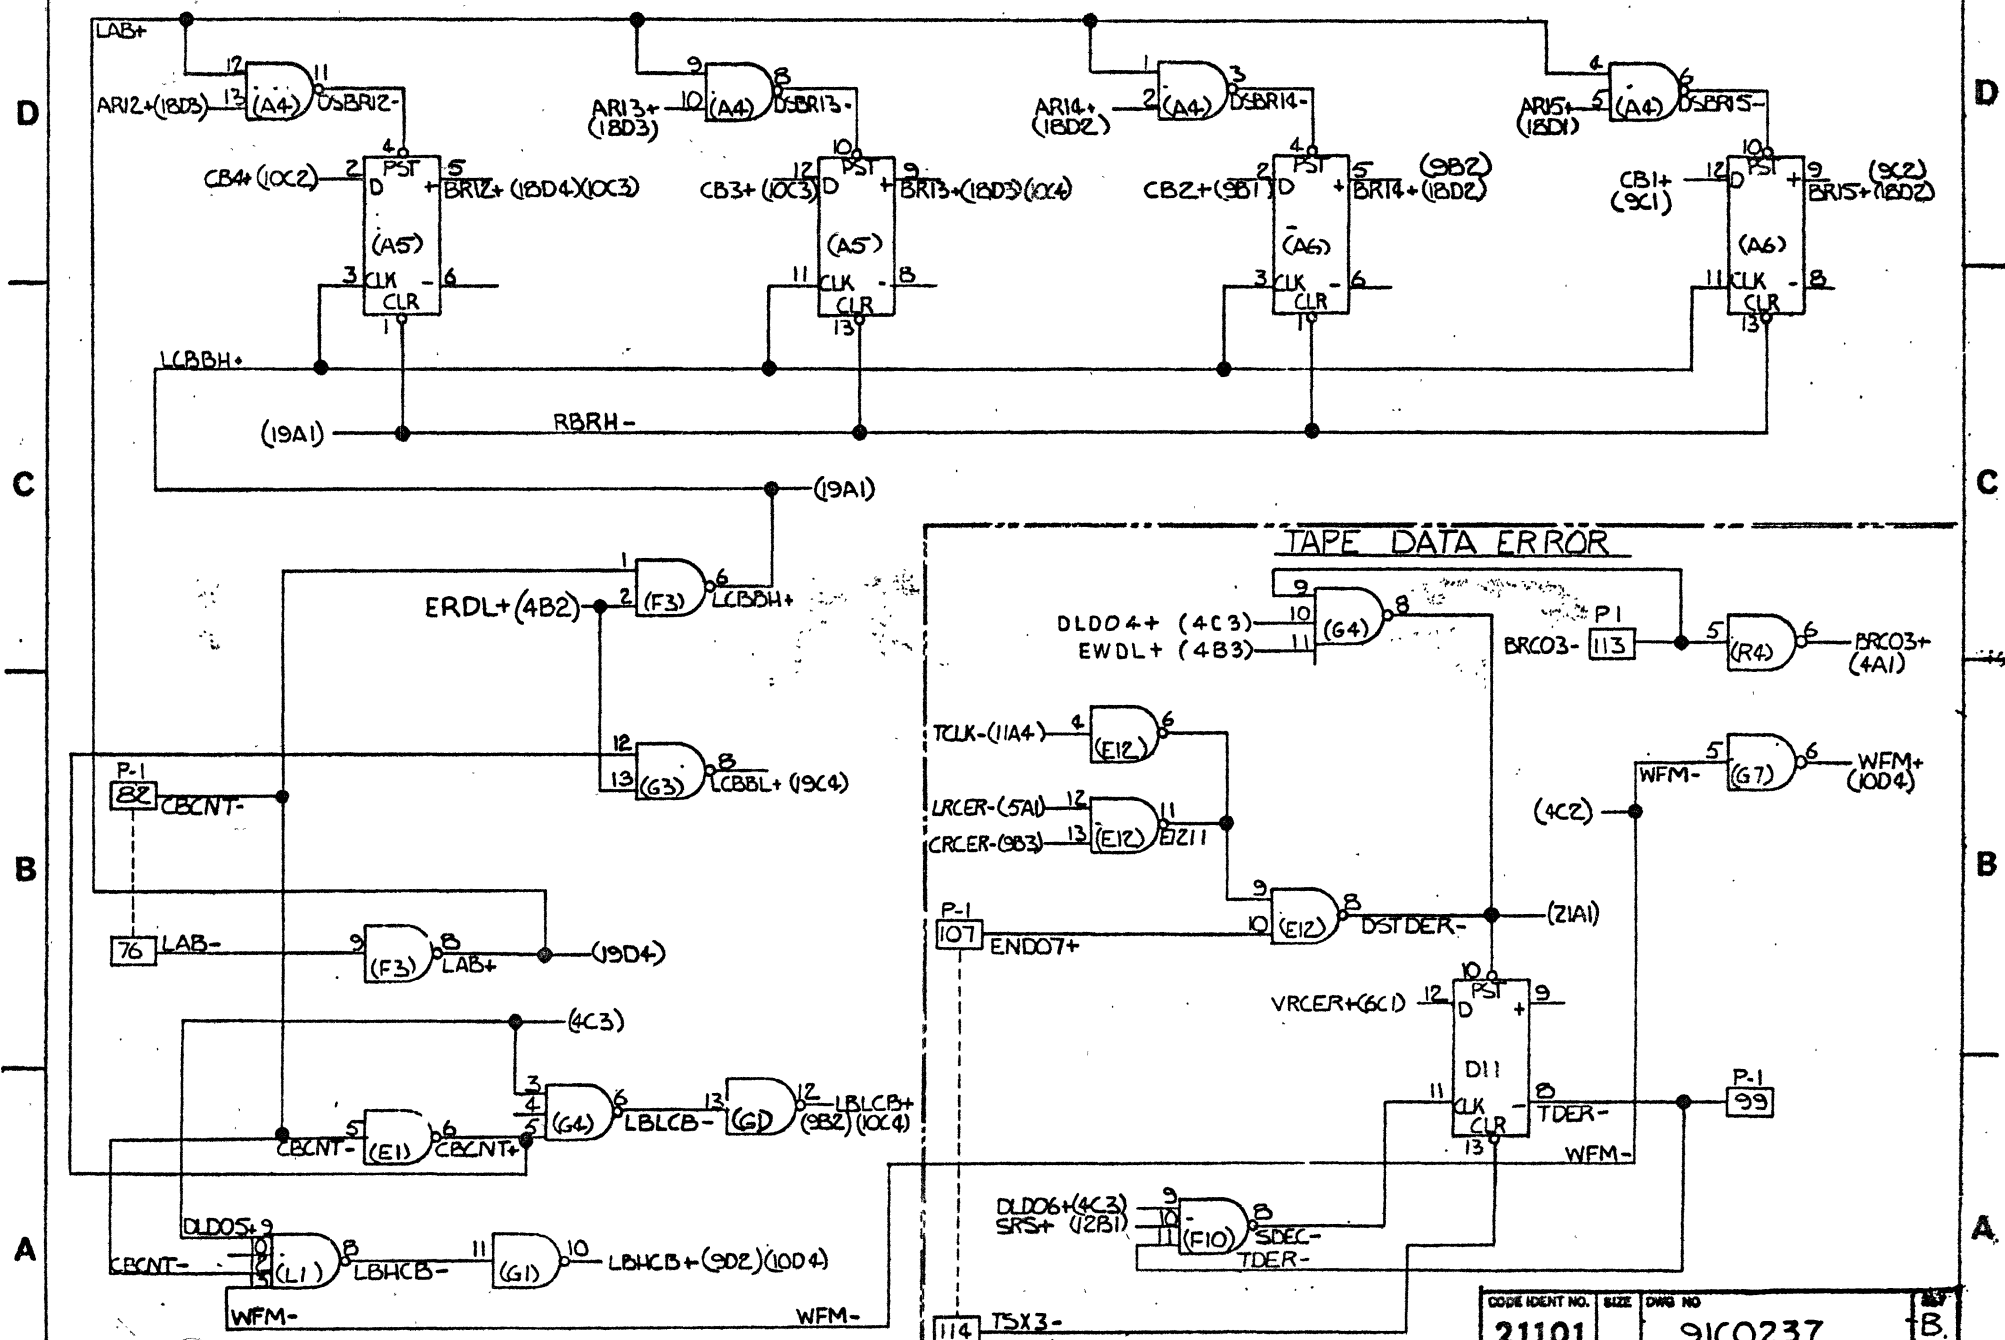 LAB+
12 11 9 8 1 3 4 6
AR12+(18D3) 13 (A4) DSBR12-
AR13+ 10 (A4) DSBR13-
(18D3)
AR14+ 2 (A4) DSBR14-
(18D2)
AR15+ 5 (A4) DSBR15-
(18D1)
D D
4 10 4 10
CB4+(10C2) 2 D PST + 5 BR12+(18D4)(10C3)
CB3+(10C3) 12 D PST + 9 BR13+(18D3)(10C4)
CB2+(9B1) 2 D PST + 5 (9B2)
BR14+(18D2)
CB1+ 12 D PST + 9 (9C2)
(9C1) BR15+(18D2)
(A5) (A5) (A6) (A6)
3 CLK - 6 11 CLK - 8 3 CLK - 6 11 CLK - 8
CLR CLR CLR CLR
1 13 1 13
LCBBH+
(19A1) RBRH-
C C
(19A1)
TAPE DATA ERROR
1
ERDL+(4B2) 2 (F3) 6 LCBBH+
9
DLD04+ (4C3) 10 (G4) 8
EWDL+ (4B3) 11
P1
BRC03- 113 5 (R4) 6 BRC03+
(4A1)
TCLK-(11A4) 4 (E12) 6
12
13 (G3) 8 LCBBL+(19C4)
WFM- 5 (G7) 6 WFM+
(10D4)
P-1
82 CBCNT-
LRCER-(5A1) 12 (E12) 11 E1211
CRCER-(9B3) 13
(4C2)
B B
P-1
107 END07+
9
10 (E12) 8 DSTDER- (21A1)
76 LAB- 9 (F3) 8 LAB+ (19D4)
10
VRCER+(6C1) 12 D PST + 9
(4C3)
D11
11 CLK - 8 TDER-
CLR
13
P-1
99
3
4
5 (G4) 6 LBLCB- 13 (G1) 12 LBLCB+
(9B2)(10C4)
CBCNT- 5 (E1) 6 CBCNT+
WFM-
DLD06+(4C3) 9
SRS+ (12B1) 10
11 (F10) 8 SDEC-
TDER-
A A
DLD05+ 9
CBCNT- (L1) 8 LBHCB- 11 (G1) 10 LBHCB+(9D2)(10D4)
WFM- WFM-
114 TSX3-
CODE IDENT NO. SIZE DWG NO
21101 91C0237 B.